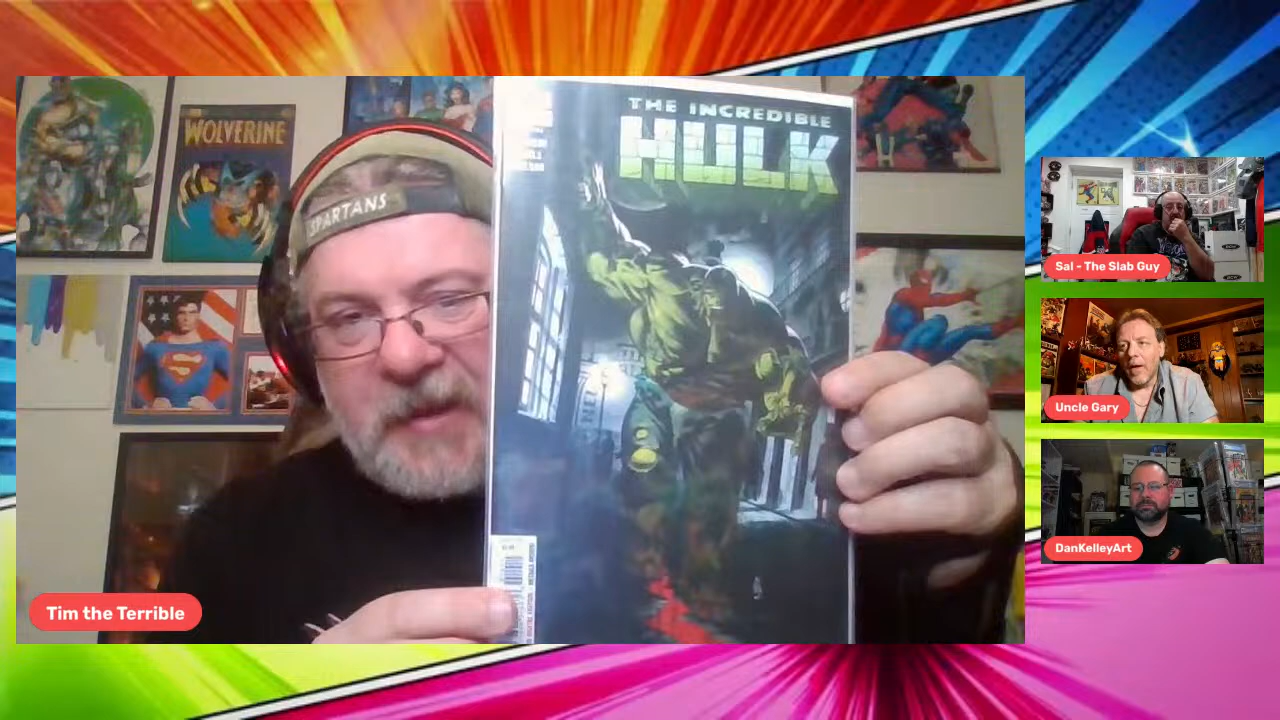 THE INCREDIBLE
HULK
WOLVERINE
SPARTANS
Sal - The Slab Guy
Uncle Gary
DanKelleyArt
Tim the Terrible